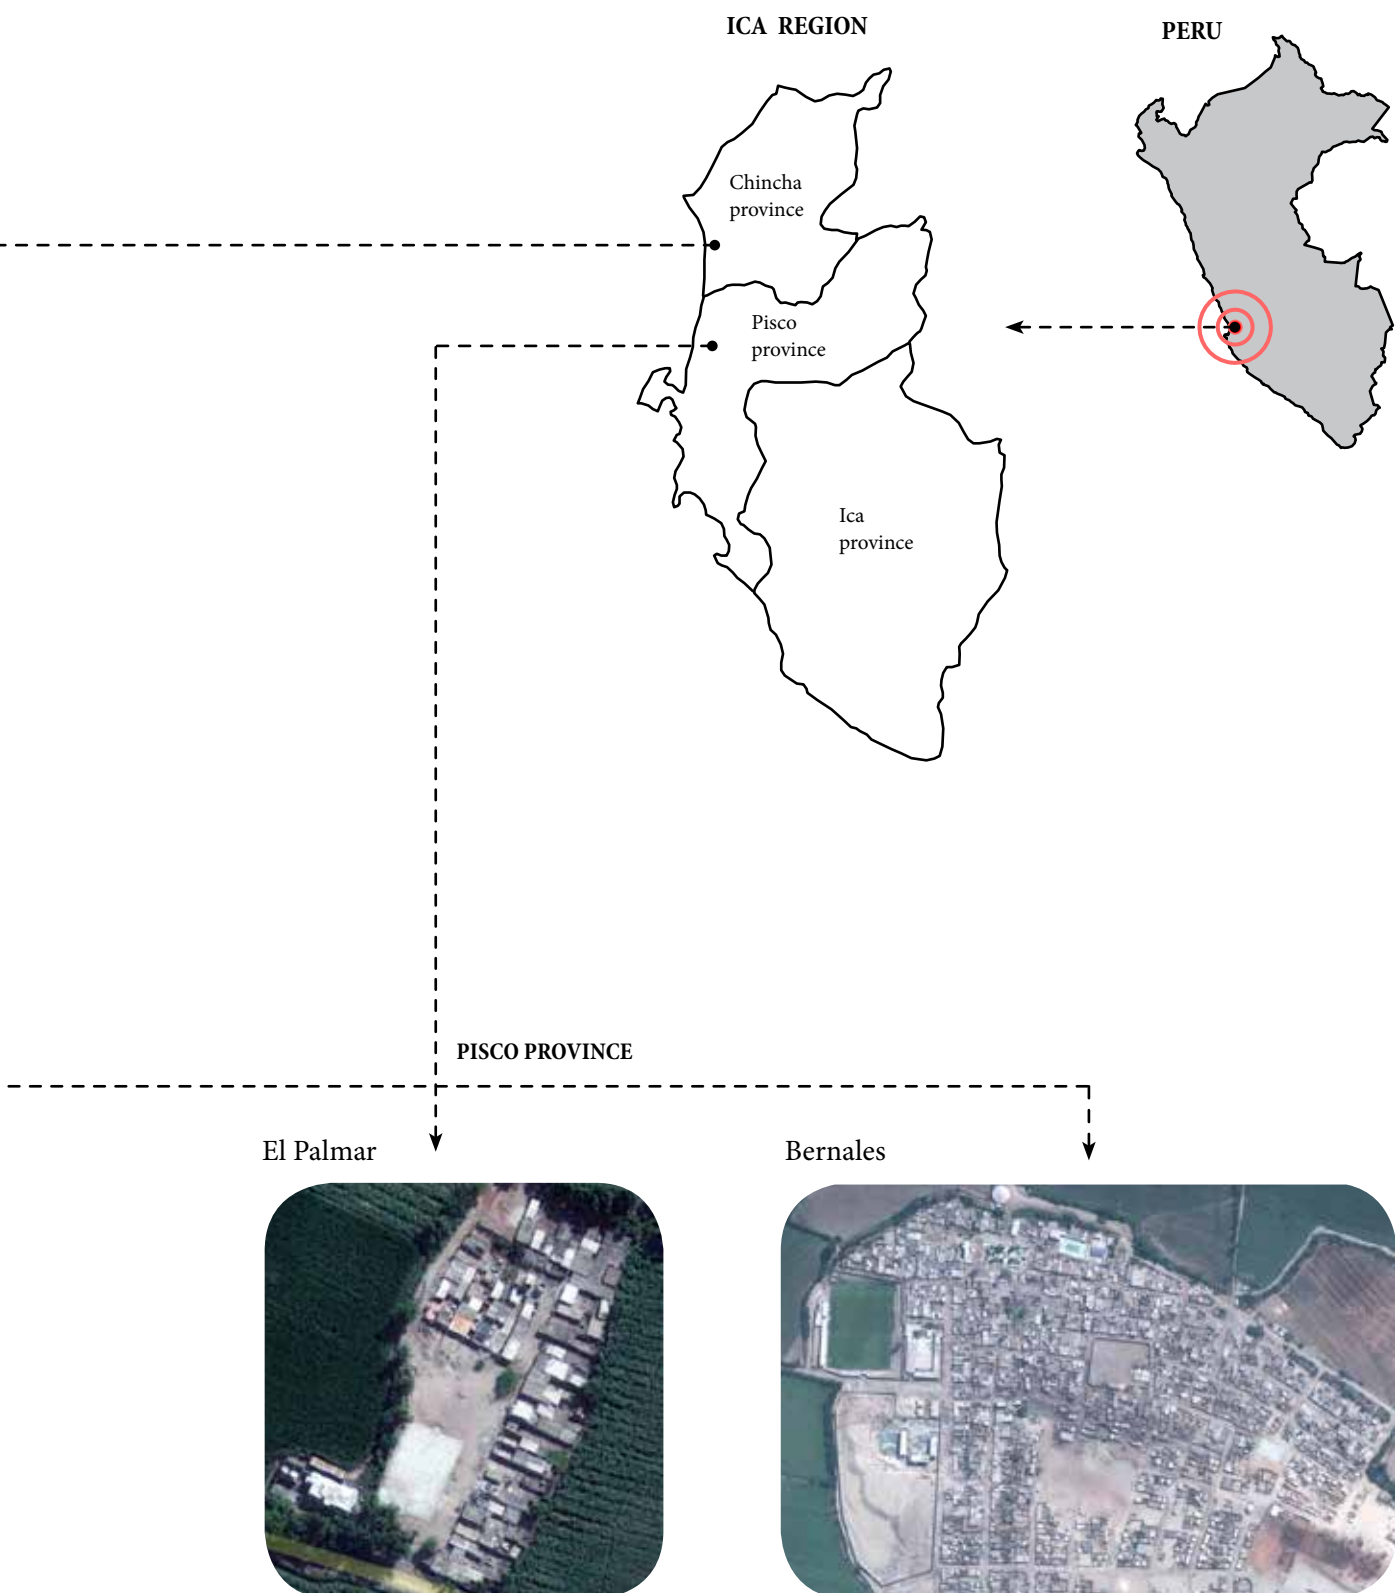 ICA REGION
PERU
Chincha
province
Pisco
province
Ica
province
PISCO PROVINCE
El Palmar
Bernales